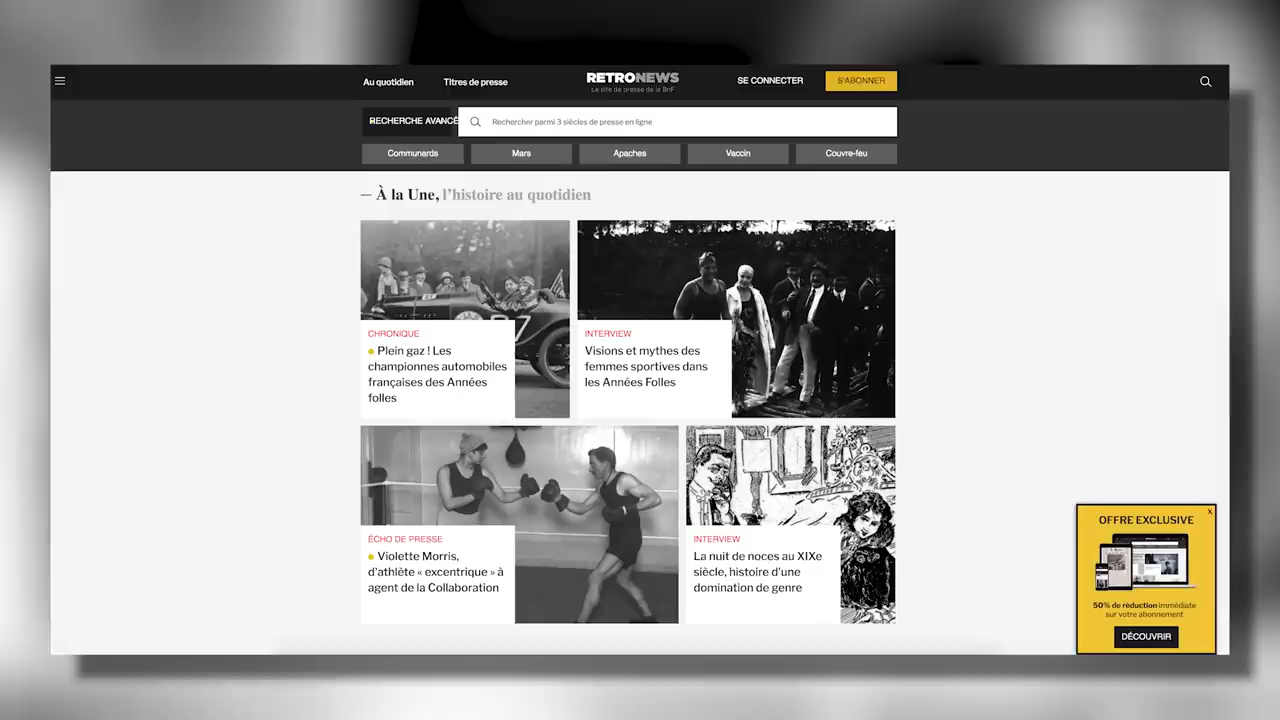 Au quotidien
Titres de presse
RETRONEWS
Le site de presse de la BnF
SE CONNECTER
S'ABONNER
RECHERCHE AVANCÉ
Rechercher parmi 3 siècles de presse en ligne
Communards
Mars
Apaches
Vaccin
Couvre-feu
— À la Une, l'histoire au quotidien
CHRONIQUE
Plein gaz ! Les
championnes automobiles
françaises des Années
folles
INTERVIEW
Visions et mythes des
femmes sportives dans
les Années Folles
ÉCHO DE PRESSE
Violette Morris,
d'athlète « excentrique » à
agent de la Collaboration
INTERVIEW
La nuit de noces au XIXe
siècle, histoire d'une
domination de genre
X
OFFRE EXCLUSIVE
50% de réduction immédiate
sur votre abonnement
DÉCOUVRIR